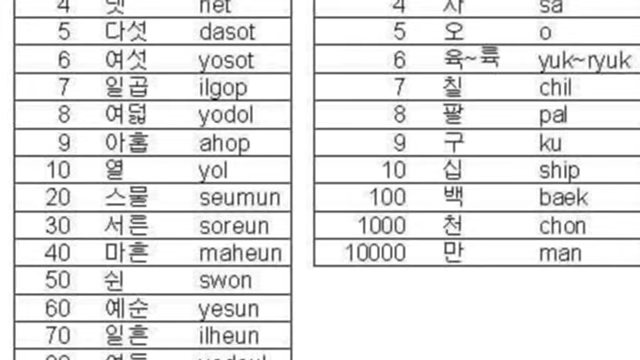 4 넷 net
5 다섯 dasot
6 여섯 yosot
7 일곱 ilgop
8 여덟 yodol
9 아홉 ahop
10 열 yol
20 스물 seumun
30 서른 soreun
40 마흔 maheun
50 쉰 swon
60 예순 yesun
70 일흔 ilheun
4 사 sa
5 오 o
6 육~륙 yuk~ryuk
7 칠 chil
8 팔 pal
9 구 ku
10 십 ship
100 백 baek
1000 천 chon
10000 만 man